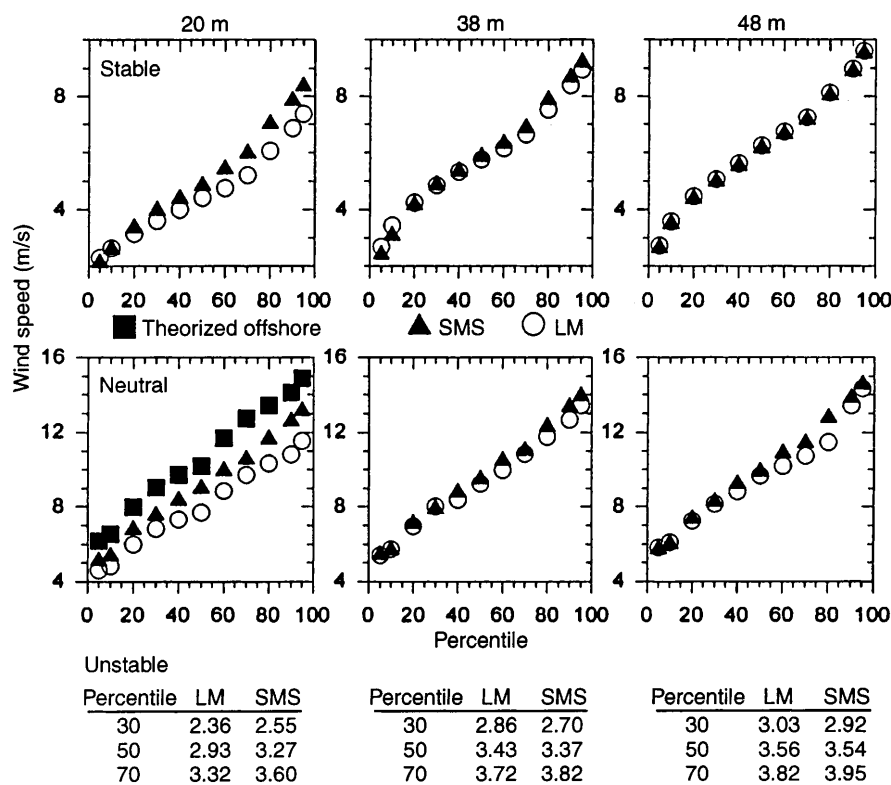 20 m 38 m 48 m
Stable
8 8 8
4 4 4
0 20 40 60 80 100 0 20 40 60 80 100 0 20 40 60 80 100
Wind speed (m/s)
Theorized offshore SMS LM
16 16 16
Neutral
12 12 12
8 8 8
4 4 4
0 20 40 60 80 100 0 20 40 60 80 100 0 20 40 60 80 100
Percentile
Unstable
Percentile LM SMS Percentile LM SMS Percentile LM SMS
30 2.36 2.55 30 2.86 2.70 30 3.03 2.92
50 2.93 3.27 50 3.43 3.37 50 3.56 3.54
70 3.32 3.60 70 3.72 3.82 70 3.82 3.95